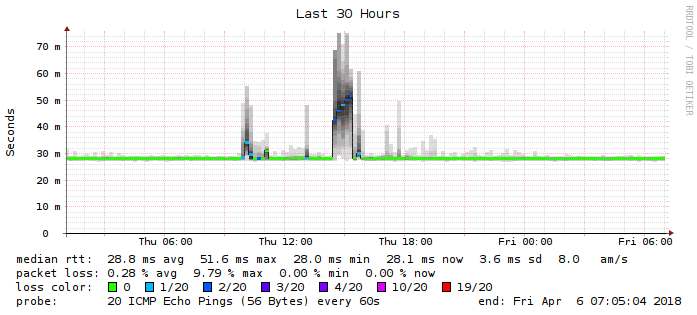 Last 30 Hours
RRDTOOL / TOBI OETIKER
Seconds
70 m
60 m
50 m
40 m
30 m
20 m
10 m
0
Thu 06:00 Thu 12:00 Thu 18:00 Fri 00:00 Fri 06:00
median rtt: 28.8 ms avg 51.6 ms max 28.0 ms min 28.1 ms now 3.6 ms sd 8.0 am/s
packet loss: 0.28 % avg 9.79 % max 0.00 % min 0.00 % now
loss color: 0 1/20 2/20 3/20 4/20 10/20 19/20
probe: 20 ICMP Echo Pings (56 Bytes) every 60s end: Fri Apr 6 07:05:04 2018